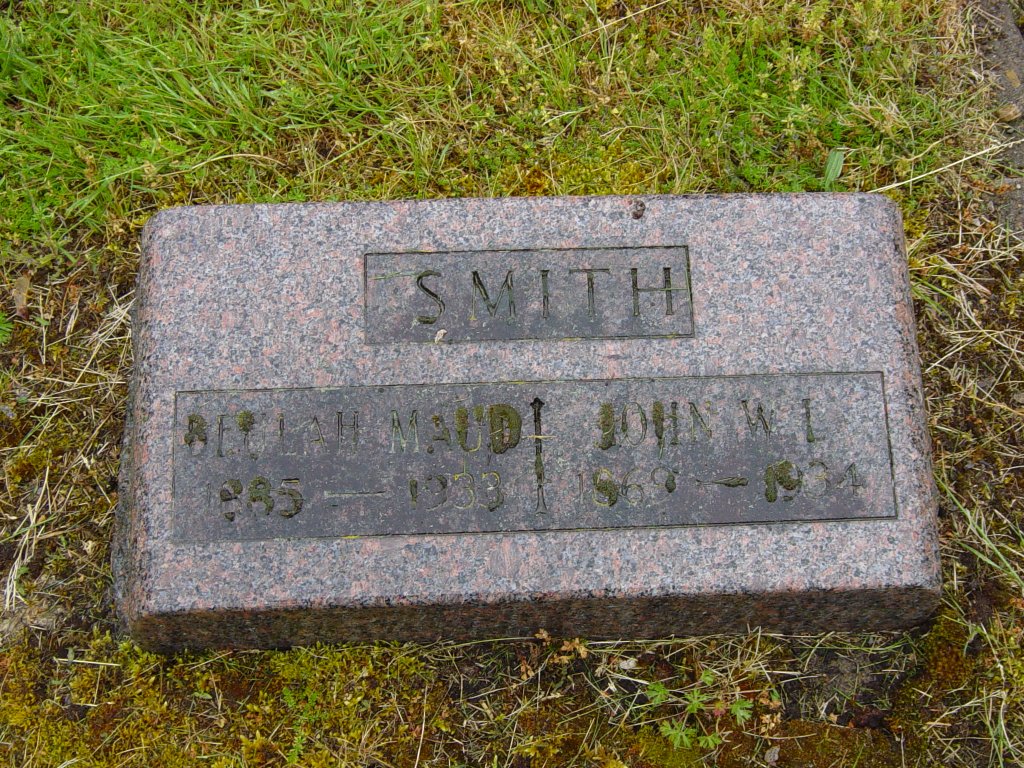 SMITH
BEULAH MAUD JOHN W. L.
1885 — 1933 1869 — 1934